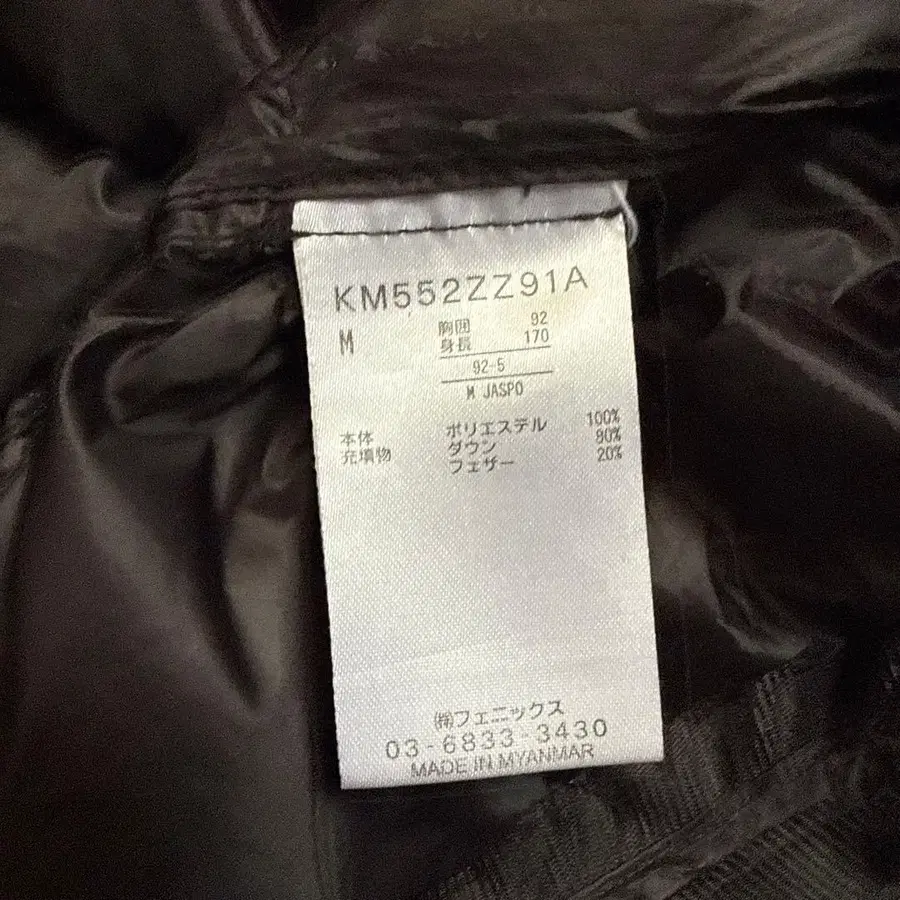 KM552ZZ91A
M 胸囲 92
身長 170
92-5
M JASPO
本体 ポリエステル 100%
充填物 ダウン 80%
フェザー 20%
㈱フェニックス
03-6833-3430
MADE IN MYANMAR